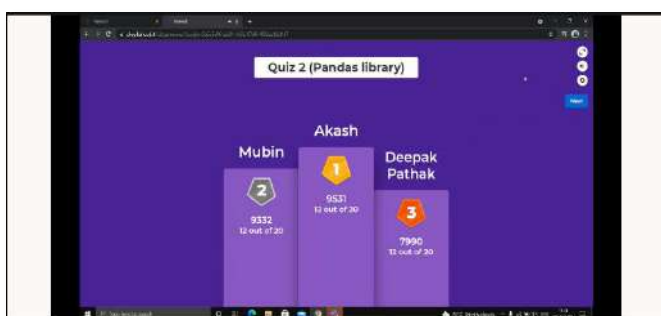 Quiz 2 (Pandas library)
Next
Akash
Mubin
Deepak
Pathak
1
2
3
9531
12 out of 20
9332
12 out of 20
7990
out of 20